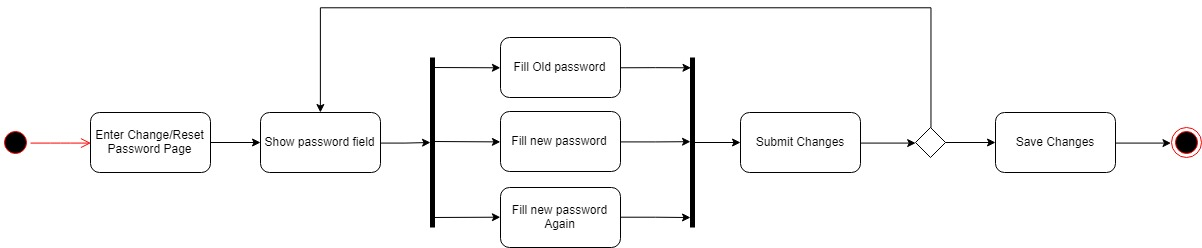 Enter Change/Reset
Password Page
Show password field
Fill Old password
Fill new password
Fill new password
Again
Submit Changes
Save Changes